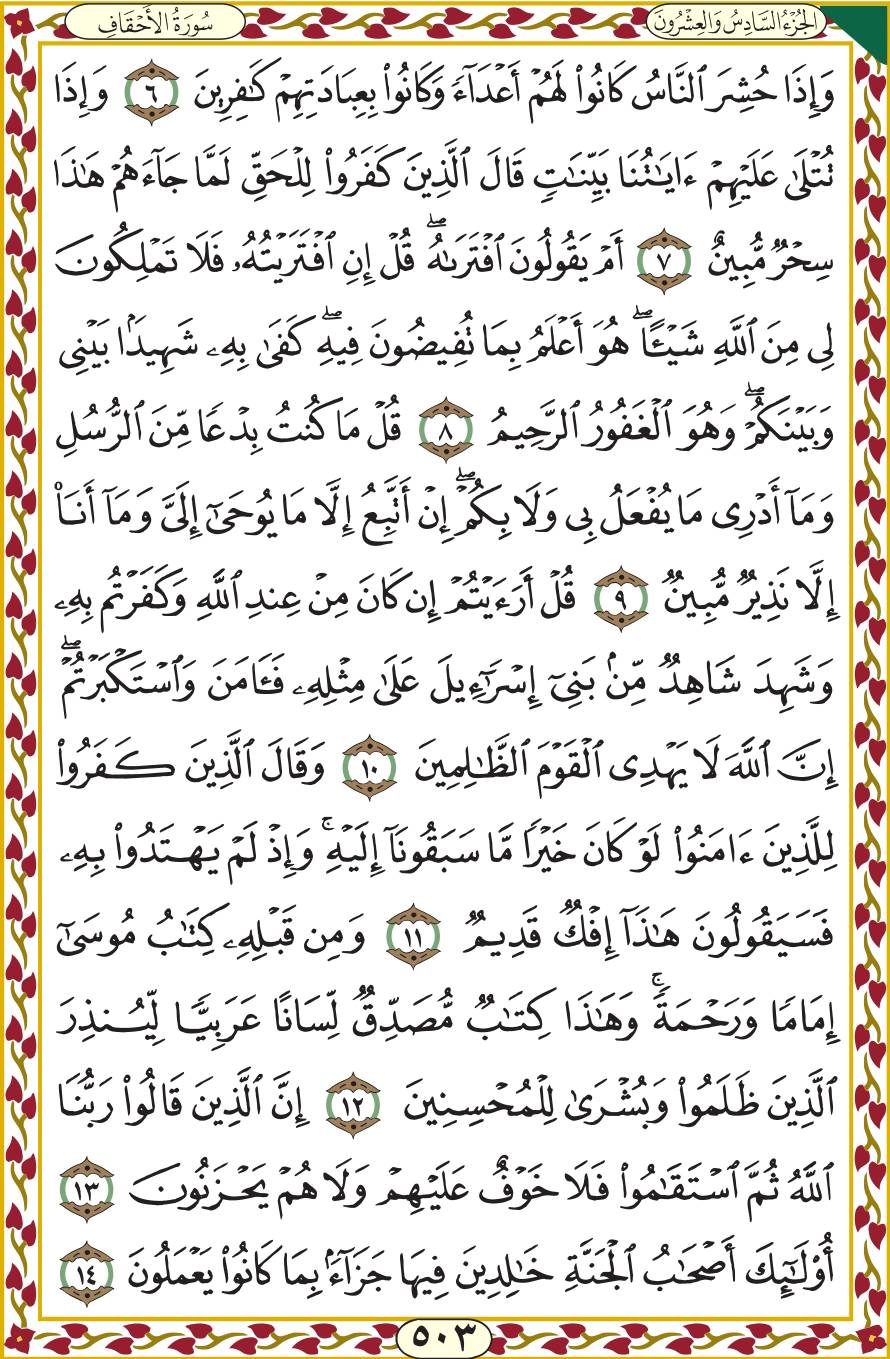 الجُزْءُ السَّادِسُ وَالعِشْرُونَ
سُورَةُ الأَحْقَافِ
وَإِذَا حُشِرَ ٱلنَّاسُ كَانُوا۟ لَهُمْ أَعْدَآءً وَكَانُوا۟ بِعِبَادَتِهِمْ كَٰفِرِينَ ٦ وَإِذَا
تُتْلَىٰ عَلَيْهِمْ ءَايَٰتُنَا بَيِّنَٰتٍ قَالَ ٱلَّذِينَ كَفَرُوا۟ لِلْحَقِّ لَمَّا جَآءَهُمْ هَٰذَا
سِحْرٌ مُّبِينٌ ٧ أَمْ يَقُولُونَ ٱفْتَرَىٰهُ ۖ قُلْ إِنِ ٱفْتَرَيْتُهُۥ فَلَا تَمْلِكُونَ
لِى مِنَ ٱللَّهِ شَيْـًٔا ۖ هُوَ أَعْلَمُ بِمَا تُفِيضُونَ فِيهِ ۖ كَفَىٰ بِهِۦ شَهِيدًۢا بَيْنِى
وَبَيْنَكُمْ ۖ وَهُوَ ٱلْغَفُورُ ٱلرَّحِيمُ ٨ قُلْ مَا كُنتُ بِدْعًا مِّنَ ٱلرُّسُلِ
وَمَآ أَدْرِى مَا يُفْعَلُ بِى وَلَا بِكُمْ ۖ إِنْ أَتَّبِعُ إِلَّا مَا يُوحَىٰٓ إِلَىَّ وَمَآ أَنَا۠
إِلَّا نَذِيرٌ مُّبِينٌ ٩ قُلْ أَرَءَيْتُمْ إِن كَانَ مِنْ عِندِ ٱللَّهِ وَكَفَرْتُم بِهِۦ
وَشَهِدَ شَاهِدٌ مِّنۢ بَنِىٓ إِسْرَٰٓءِيلَ عَلَىٰ مِثْلِهِۦ فَـَٔامَنَ وَٱسْتَكْبَرْتُمْ ۖ
إِنَّ ٱللَّهَ لَا يَهْدِى ٱلْقَوْمَ ٱلظَّٰلِمِينَ ١٠ وَقَالَ ٱلَّذِينَ كَفَرُوا۟
لِلَّذِينَ ءَامَنُوا۟ لَوْ كَانَ خَيْرًا مَّا سَبَقُونَآ إِلَيْهِ ۚ وَإِذْ لَمْ يَهْتَدُوا۟ بِهِۦ
فَسَيَقُولُونَ هَٰذَآ إِفْكٌ قَدِيمٌ ١١ وَمِن قَبْلِهِۦ كِتَٰبُ مُوسَىٰٓ
إِمَامًا وَرَحْمَةً ۚ وَهَٰذَا كِتَٰبٌ مُّصَدِّقٌ لِّسَانًا عَرَبِيًّا لِّيُنذِرَ
ٱلَّذِينَ ظَلَمُوا۟ وَبُشْرَىٰ لِلْمُحْسِنِينَ ١٢ إِنَّ ٱلَّذِينَ قَالُوا۟ رَبُّنَا
ٱللَّهُ ثُمَّ ٱسْتَقَٰمُوا۟ فَلَا خَوْفٌ عَلَيْهِمْ وَلَا هُمْ يَحْزَنُونَ ١٣
أُو۟لَٰٓئِكَ أَصْحَٰبُ ٱلْجَنَّةِ خَٰلِدِينَ فِيهَا جَزَآءًۢ بِمَا كَانُوا۟ يَعْمَلُونَ ١٤
٥٠٣